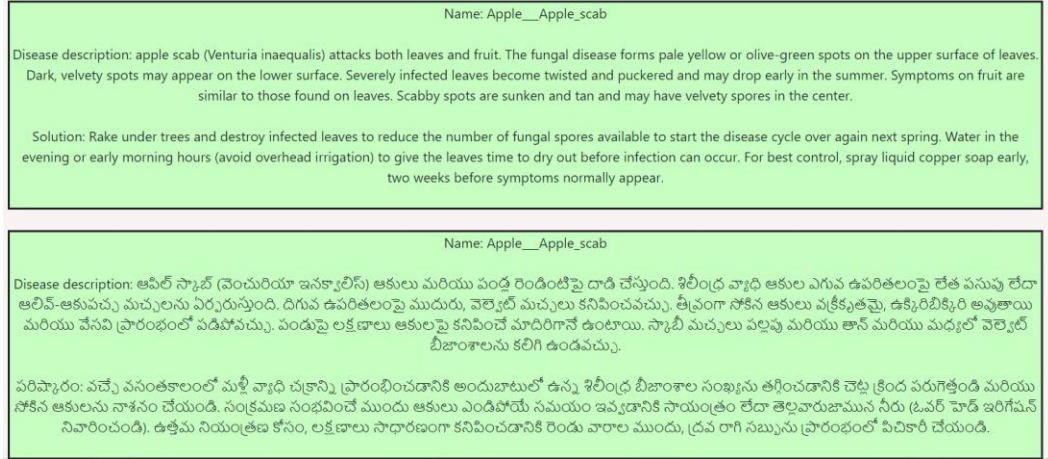 Name: Apple___Apple_scab
Disease description: apple scab (Venturia inaequalis) attacks both leaves and fruit. The fungal disease forms pale yellow or olive-green spots on the upper surface of leaves.
Dark, velvety spots may appear on the lower surface. Severely infected leaves become twisted and puckered and may drop early in the summer. Symptoms on fruit are
similar to those found on leaves. Scabby spots are sunken and tan and may have velvety spores in the center.
Solution: Rake under trees and destroy infected leaves to reduce the number of fungal spores available to start the disease cycle over again next spring. Water in the
evening or early morning hours (avoid overhead irrigation) to give the leaves time to dry out before infection can occur. For best control, spray liquid copper soap early,
two weeks before symptoms normally appear.
Name: Apple___Apple_scab
Disease description: ఆపిల్ స్కాబ్ (వెంచురియా ఇనక్వాలిస్) ఆకులు మరియు పండ్ల రెండింటిపై దాడి చేస్తుంది. శిలీంధ్ర వ్యాధి ఆకుల ఎగువ ఉపరితలంపై లేత పసుపు లేదా
ఆలివ్-ఆకుపచ్చ మచ్చలను ఏర్పరుస్తుంది. దిగువ ఉపరితలంపై ముదురు, వెల్వెట్ మచ్చలు కనిపించవచ్చు. తీవ్రంగా సోకిన ఆకులు వక్రీకృతమై, ఉక్కిరిబిక్కిరి అవుతాయి
మరియు వేసవి ప్రారంభంలో పడిపోవచ్చు. పండుపై లక్షణాలు ఆకులపై కనిపించే మాదిరిగానే ఉంటాయి. స్కాబీ మచ్చలు పల్లపు మరియు తాన్ మరియు మధ్యలో వెల్వెట్
బీజాంశాలను కలిగి ఉండవచ్చు.
పరిష్కారం: వచ్చే వసంతకాలంలో మళ్లీ వ్యాధి చక్రాన్ని ప్రారంభించడానికి అందుబాటులో ఉన్న శిలీంధ్ర బీజాంశాల సంఖ్యను తగ్గించడానికి చెట్ల క్రింద పరుగెత్తండి మరియు
సోకిన ఆకులను నాశనం చేయండి. సంక్రమణ సంభవించే ముందు ఆకులు ఎండిపోయే సమయం ఇవ్వడానికి సాయంత్రం లేదా తెల్లవారుజామున నీరు (ఓవర్ హెడ్ ఇరిగేషన్
నివారించండి). ఉత్తమ నియంత్రణ కోసం, లక్షణాలు సాధారణంగా కనిపించడానికి రెండు వారాల ముందు, ద్రవ రాగి సబ్బును ప్రారంభంలో పిచికారీ చేయండి.